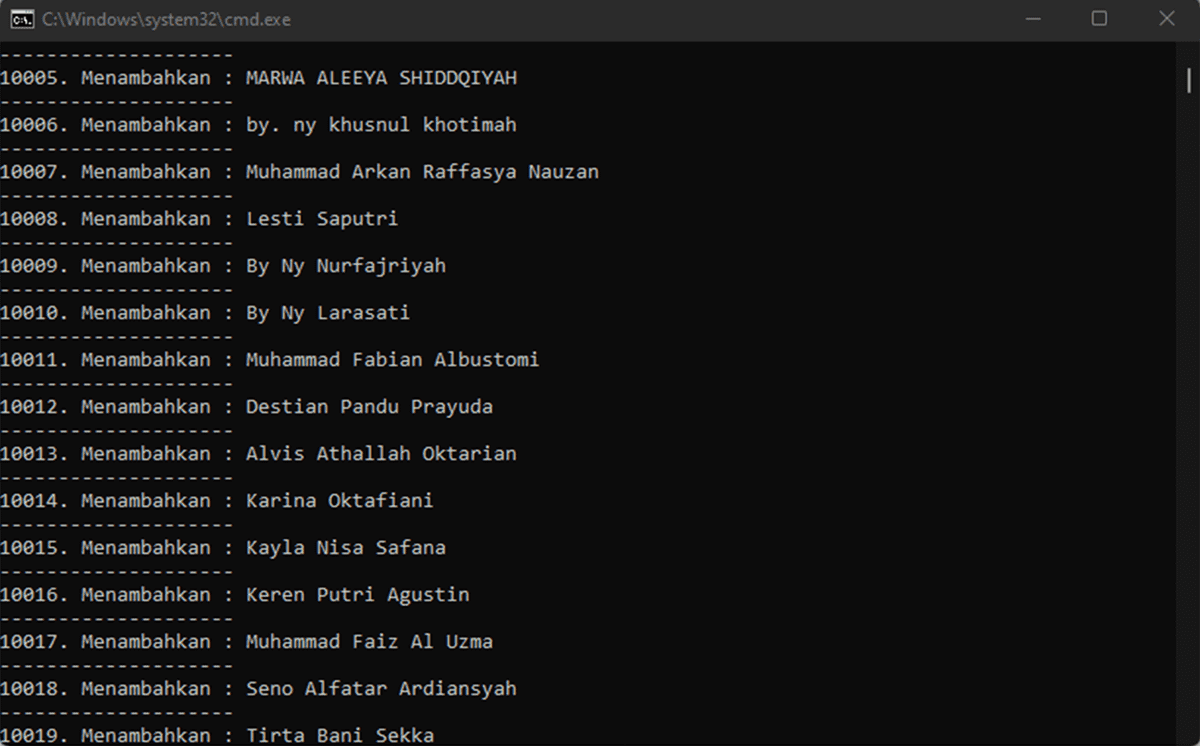 C:\Windows\system32\cmd.exe
--------------------
10005. Menambahkan : MARWA ALEEYA SHIDDQIYAH
--------------------
10006. Menambahkan : by. ny khusnul khotimah
--------------------
10007. Menambahkan : Muhammad Arkan Raffasya Nauzan
--------------------
10008. Menambahkan : Lesti Saputri
--------------------
10009. Menambahkan : By Ny Nurfajriyah
--------------------
10010. Menambahkan : By Ny Larasati
--------------------
10011. Menambahkan : Muhammad Fabian Albustomi
--------------------
10012. Menambahkan : Destian Pandu Prayuda
--------------------
10013. Menambahkan : Alvis Athallah Oktarian
--------------------
10014. Menambahkan : Karina Oktafiani
--------------------
10015. Menambahkan : Kayla Nisa Safana
--------------------
10016. Menambahkan : Keren Putri Agustin
--------------------
10017. Menambahkan : Muhammad Faiz Al Uzma
--------------------
10018. Menambahkan : Seno Alfatar Ardiansyah
--------------------
10019. Menambahkan : Tirta Bani Sekka